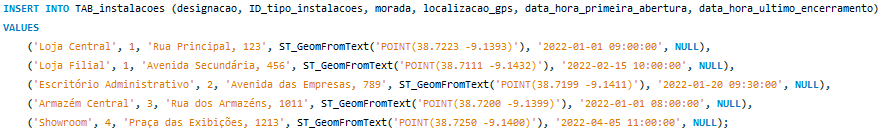 INSERT INTO TAB_instalacoes (designacao, ID_tipo_instalacoes, morada, localizacao_gps, data_hora_primeira_abertura, data_hora_ultimo_encerramento)
VALUES
('Loja Central', 1, 'Rua Principal, 123', ST_GeomFromText('POINT(38.7223 -9.1393)'), '2022-01-01 09:00:00', NULL),
('Loja Filial', 1, 'Avenida Secundária, 456', ST_GeomFromText('POINT(38.7111 -9.1432)'), '2022-02-15 10:00:00', NULL),
('Escritório Administrativo', 2, 'Avenida das Empresas, 789', ST_GeomFromText('POINT(38.7199 -9.1411)'), '2022-01-20 09:30:00', NULL),
('Armazém Central', 3, 'Rua dos Armazéns, 1011', ST_GeomFromText('POINT(38.7200 -9.1399)'), '2022-01-01 08:00:00', NULL),
('Showroom', 4, 'Praça das Exibições, 1213', ST_GeomFromText('POINT(38.7250 -9.1400)'), '2022-04-05 11:00:00', NULL);